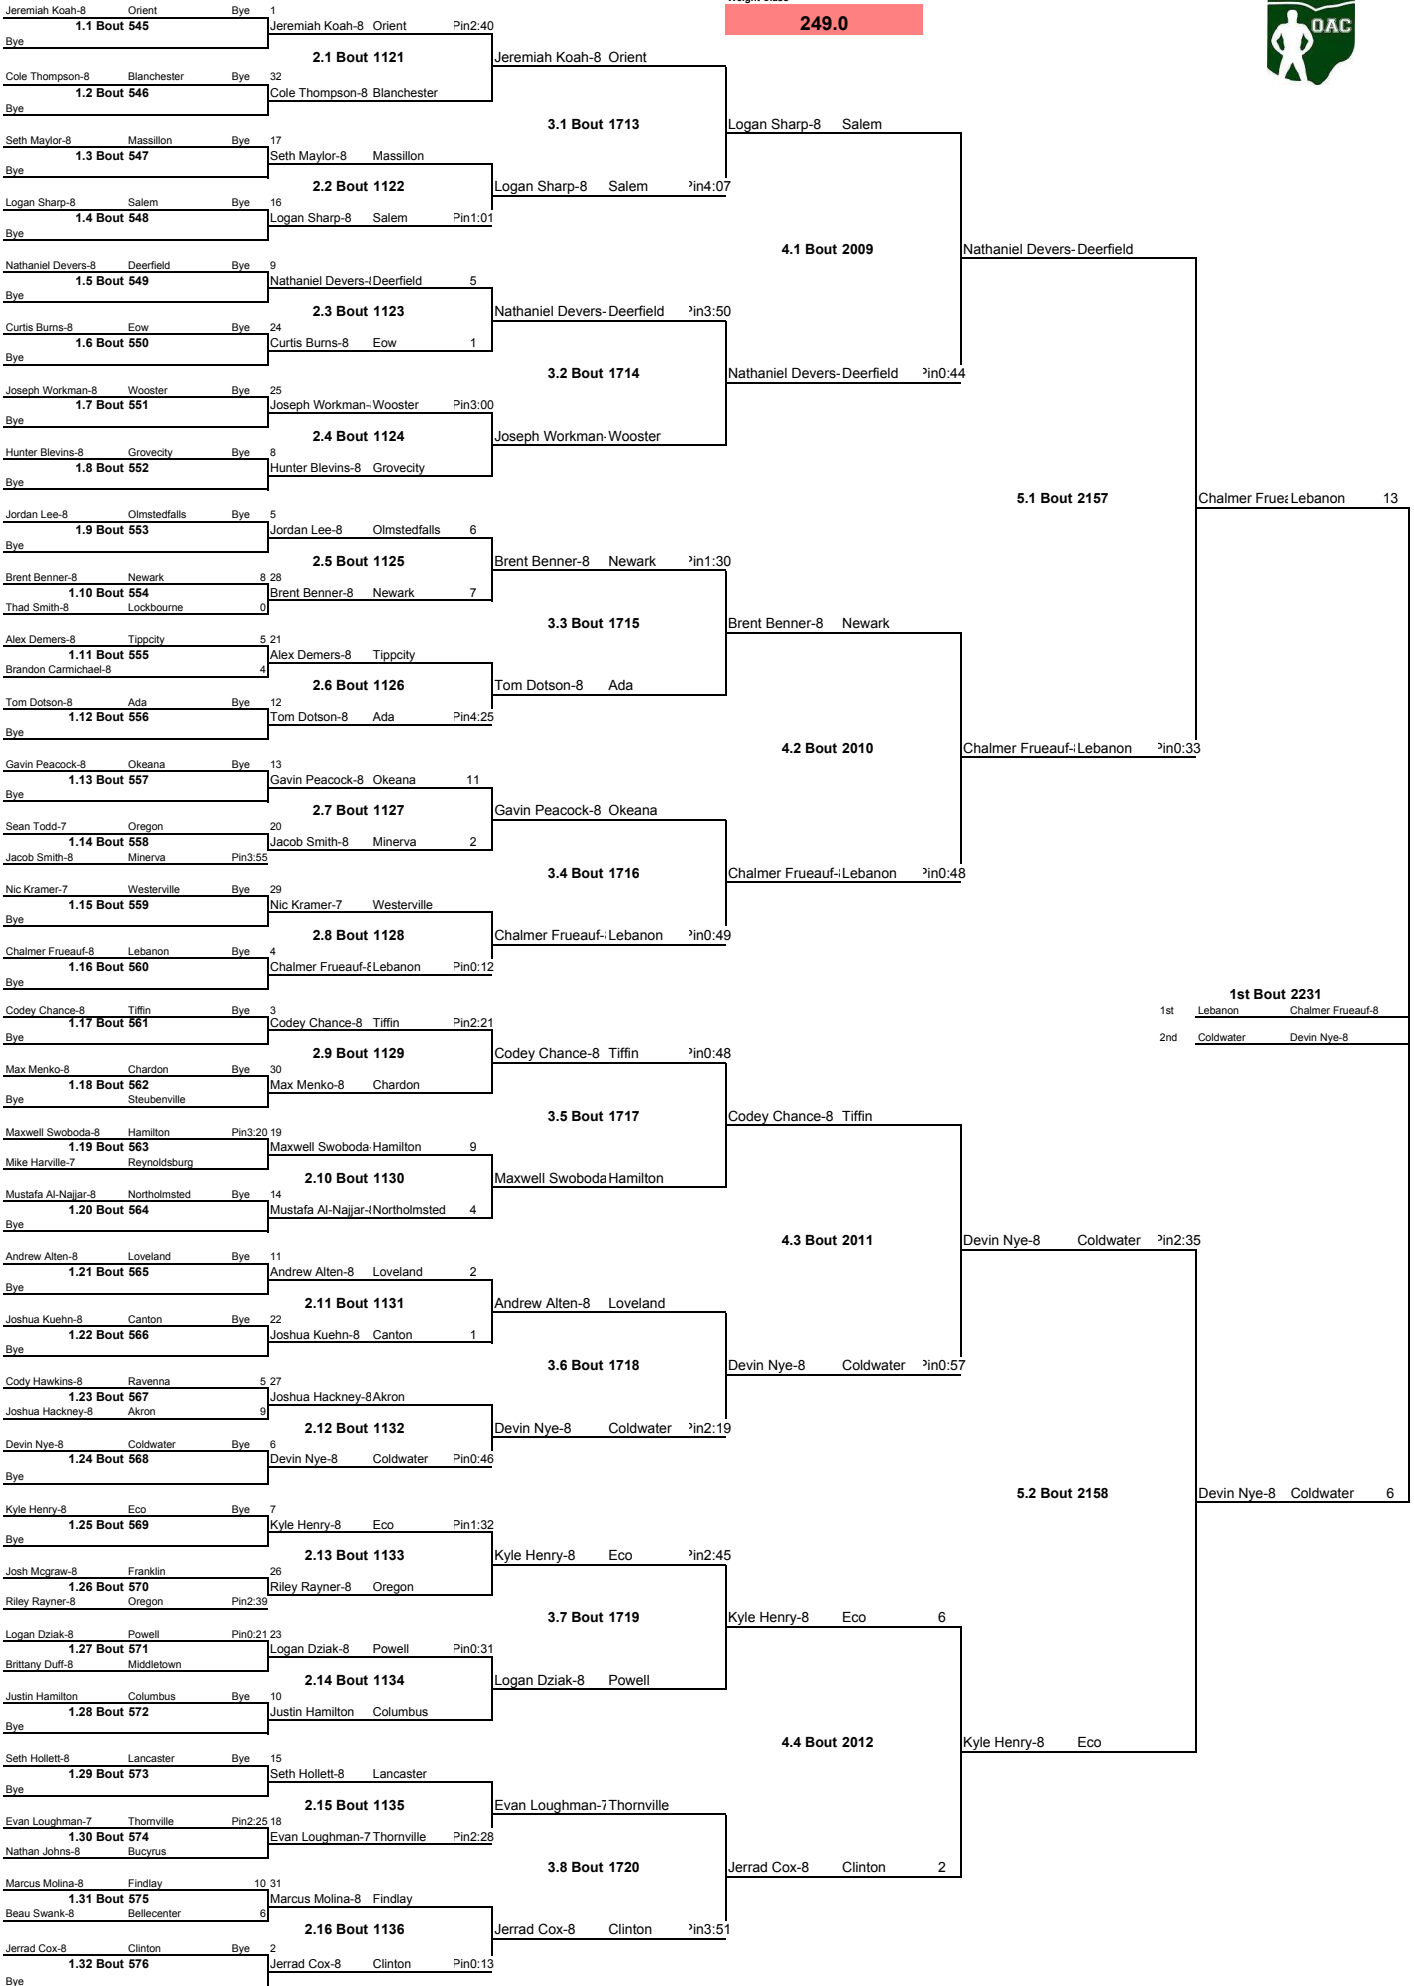 Weight Class
249.0
OAC
Jeremiah Koah-8 Orient Bye 1
1.1 Bout 545
Bye
Cole Thompson-8 Blanchester Bye 32
1.2 Bout 546
Bye
Seth Maylor-8 Massillon Bye 17
1.3 Bout 547
Bye
Logan Sharp-8 Salem Bye 16
1.4 Bout 548
Bye
Nathaniel Devers-8 Deerfield Bye 9
1.5 Bout 549
Bye
Curtis Burns-8 Eow Bye 24
1.6 Bout 550
Bye
Joseph Workman-8 Wooster Bye 25
1.7 Bout 551
Bye
Hunter Blevins-8 Grovecity Bye 8
1.8 Bout 552
Bye
Jordan Lee-8 Olmstedfalls Bye 5
1.9 Bout 553
Bye
Brent Benner-8 Newark 8 28
1.10 Bout 554
Thad Smith-8 Lockbourne 0
Alex Demers-8 Tippcity 5 21
1.11 Bout 555
Brandon Carmichael-8 4
Tom Dotson-8 Ada Bye 12
1.12 Bout 556
Bye
Gavin Peacock-8 Okeana Bye 13
1.13 Bout 557
Bye
Sean Todd-7 Oregon 20
1.14 Bout 558
Jacob Smith-8 Minerva Pin3:55
Nic Kramer-7 Westerville Bye 29
1.15 Bout 559
Bye
Chalmer Frueauf-8 Lebanon Bye 4
1.16 Bout 560
Bye
Codey Chance-8 Tiffin Bye 3
1.17 Bout 561
Bye
Max Menko-8 Chardon Bye 30
1.18 Bout 562
Bye Steubenville
Maxwell Swoboda-8 Hamilton Pin3:20 19
1.19 Bout 563
Mike Harville-7 Reynoldsburg
Mustafa Al-Najjar-8 Northolmsted Bye 14
1.20 Bout 564
Bye
Andrew Alten-8 Loveland Bye 11
1.21 Bout 565
Bye
Joshua Kuehn-8 Canton Bye 22
1.22 Bout 566
Bye
Cody Hawkins-8 Ravenna 5 27
1.23 Bout 567
Joshua Hackney-8 Akron 9
Devin Nye-8 Coldwater Bye 6
1.24 Bout 568
Bye
Kyle Henry-8 Eco Bye 7
1.25 Bout 569
Bye
Josh Mcgraw-8 Franklin 26
1.26 Bout 570
Riley Rayner-8 Oregon Pin2:39
Logan Dziak-8 Powell Pin0:21 23
1.27 Bout 571
Brittany Duff-8 Middletown
Justin Hamilton Columbus Bye 10
1.28 Bout 572
Bye
Seth Hollett-8 Lancaster Bye 15
1.29 Bout 573
Bye
Evan Loughman-7 Thornville Pin2:25 18
1.30 Bout 574
Nathan Johns-8 Bucyrus
Marcus Molina-8 Findlay 10 31
1.31 Bout 575
Beau Swank-8 Bellecenter 6
Jerrad Cox-8 Clinton Bye 2
1.32 Bout 576
Bye
Jeremiah Koah-8 Orient Pin2:40
2.1 Bout 1121
Cole Thompson-8 Blanchester
Seth Maylor-8 Massillon
2.2 Bout 1122
Logan Sharp-8 Salem Pin1:01
Nathaniel Devers-8 Deerfield 5
2.3 Bout 1123
Curtis Burns-8 Eow 1
Joseph Workman- Wooster Pin3:00
2.4 Bout 1124
Hunter Blevins-8 Grovecity
Jordan Lee-8 Olmstedfalls 6
2.5 Bout 1125
Brent Benner-8 Newark 7
Alex Demers-8 Tippcity
2.6 Bout 1126
Tom Dotson-8 Ada Pin4:25
Gavin Peacock-8 Okeana 11
2.7 Bout 1127
Jacob Smith-8 Minerva 2
Nic Kramer-7 Westerville
2.8 Bout 1128
Chalmer Frueauf-8 Lebanon Pin0:12
Codey Chance-8 Tiffin Pin2:21
2.9 Bout 1129
Max Menko-8 Chardon
Maxwell Swoboda Hamilton 9
2.10 Bout 1130
Mustafa Al-Najjar-8 Northolmsted 4
Andrew Alten-8 Loveland 2
2.11 Bout 1131
Joshua Kuehn-8 Canton 1
Joshua Hackney-8 Akron
2.12 Bout 1132
Devin Nye-8 Coldwater Pin0:46
Kyle Henry-8 Eco Pin1:32
2.13 Bout 1133
Riley Rayner-8 Oregon
Logan Dziak-8 Powell Pin0:31
2.14 Bout 1134
Justin Hamilton Columbus
Seth Hollett-8 Lancaster
2.15 Bout 1135
Evan Loughman-7 Thornville Pin2:28
Marcus Molina-8 Findlay
2.16 Bout 1136
Jerrad Cox-8 Clinton Pin0:13
Jeremiah Koah-8 Orient
3.1 Bout 1713
Logan Sharp-8 Salem Pin4:07
Nathaniel Devers- Deerfield Pin3:50
3.2 Bout 1714
Joseph Workman- Wooster
Brent Benner-8 Newark Pin1:30
3.3 Bout 1715
Tom Dotson-8 Ada
Gavin Peacock-8 Okeana
3.4 Bout 1716
Chalmer Frueauf- Lebanon Pin0:49
Codey Chance-8 Tiffin Pin0:48
3.5 Bout 1717
Maxwell Swoboda Hamilton
Andrew Alten-8 Loveland
3.6 Bout 1718
Devin Nye-8 Coldwater Pin2:19
Kyle Henry-8 Eco Pin2:45
3.7 Bout 1719
Logan Dziak-8 Powell
Evan Loughman-7 Thornville
3.8 Bout 1720
Jerrad Cox-8 Clinton Pin3:51
Logan Sharp-8 Salem
4.1 Bout 2009
Nathaniel Devers- Deerfield Pin0:44
Brent Benner-8 Newark
4.2 Bout 2010
Chalmer Frueauf- Lebanon Pin0:48
Codey Chance-8 Tiffin
4.3 Bout 2011
Devin Nye-8 Coldwater Pin0:57
Kyle Henry-8 Eco 6
4.4 Bout 2012
Jerrad Cox-8 Clinton 2
Nathaniel Devers- Deerfield
5.1 Bout 2157
Chalmer Frueauf- Lebanon Pin0:33
Devin Nye-8 Coldwater Pin2:35
5.2 Bout 2158
Kyle Henry-8 Eco
Chalmer Fruea Lebanon 13
1st Bout 2231
1st Lebanon Chalmer Frueauf-8
2nd Coldwater Devin Nye-8
Devin Nye-8 Coldwater 6